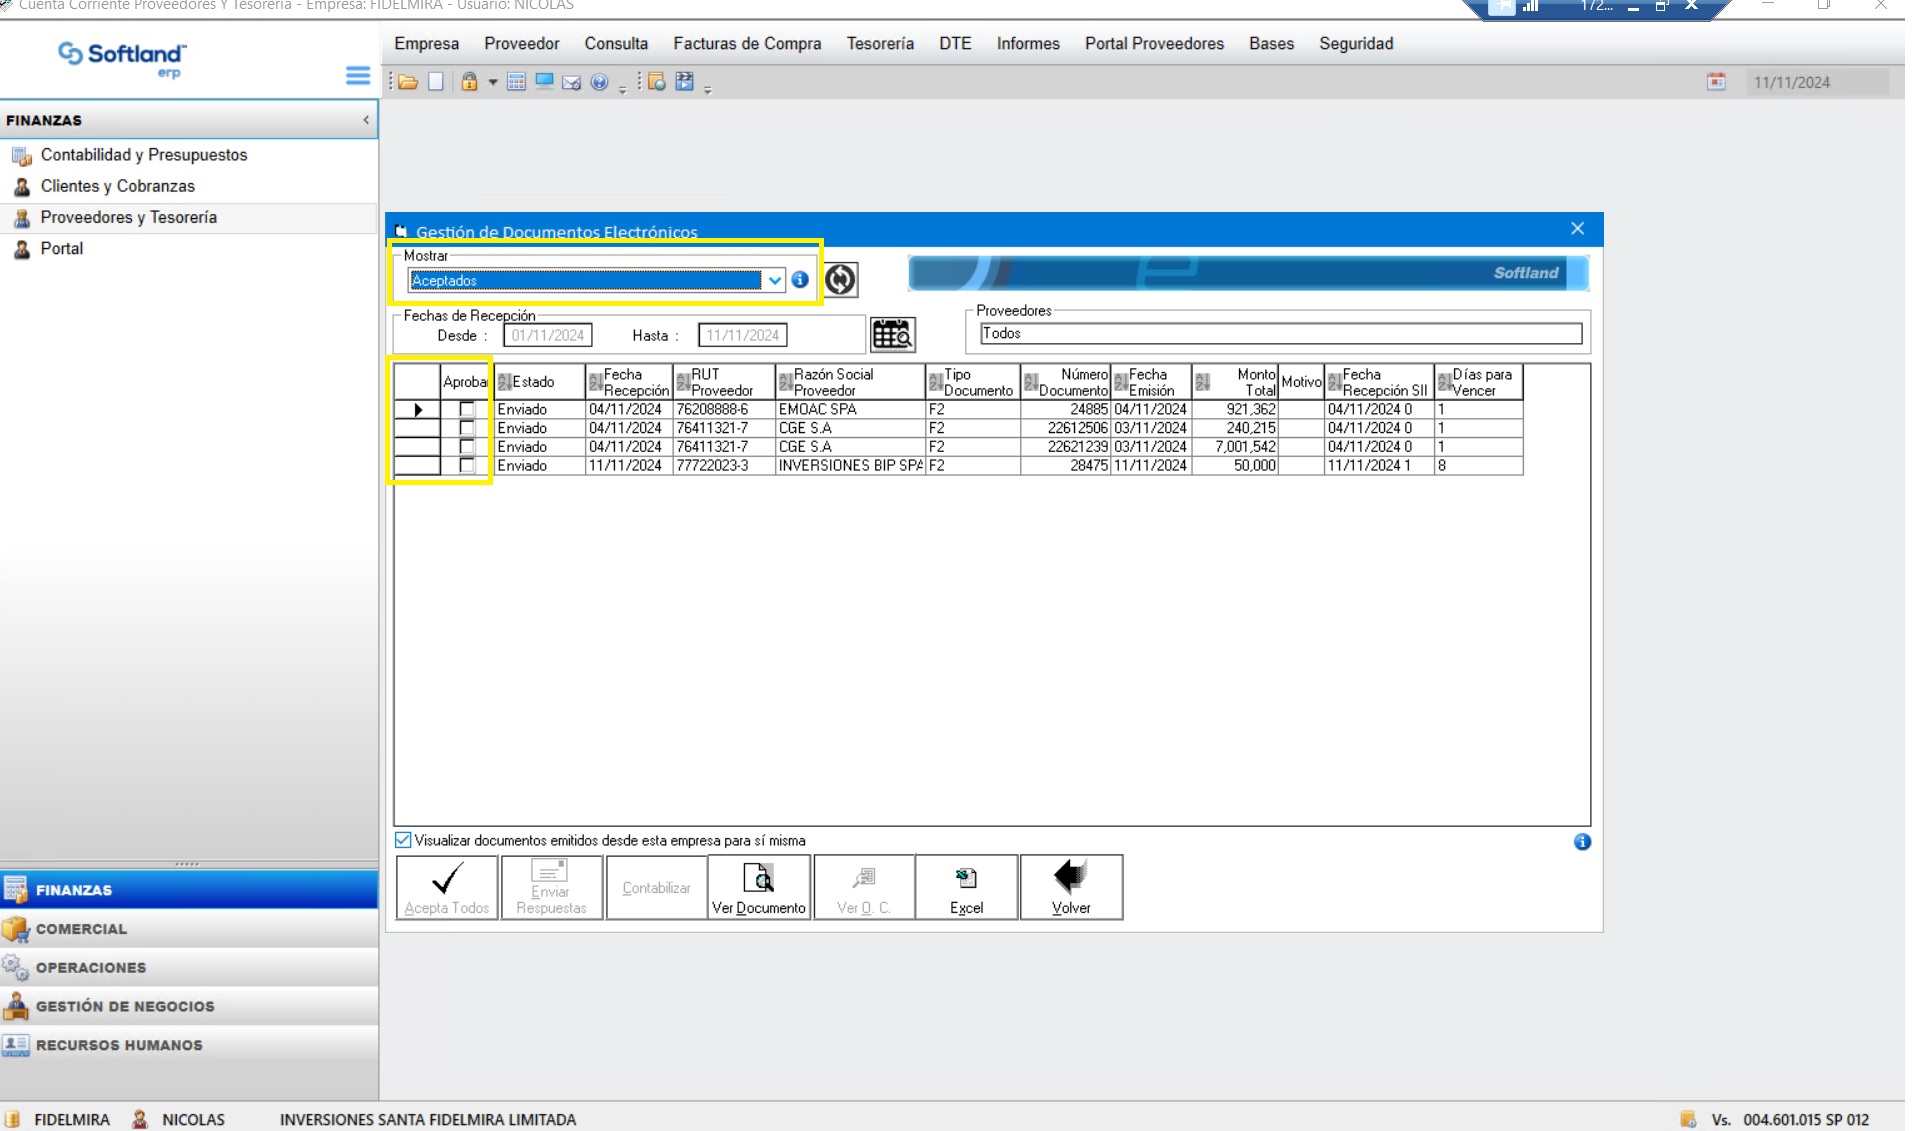 Cuenta Corriente Proveedores Y Tesorería - Empresa: FIDELMIRA - Usuario: NICOLAS
172...
Softland
erp
Empresa Proveedor Consulta Facturas de Compra Tesorería DTE Informes Portal Proveedores Bases Seguridad
11/11/2024
FINANZAS
Contabilidad y Presupuestos
Clientes y Cobranzas
Proveedores y Tesorería
Portal
Gestión de Documentos Electrónicos
Mostrar
Aceptados
Softland
Fechas de Recepción
Desde : 01/11/2024 Hasta : 11/11/2024
Proveedores
Todos
Aprobar Estado Fecha Recepción RUT Proveedor Razón Social Proveedor Tipo Documento Número Documento Fecha Emisión Monto Total Motivo Fecha Recepción SII Días para Vencer
Enviado 04/11/2024 76208888-6 EMOAC SPA F2 24885 04/11/2024 921,362 04/11/2024 0 1
Enviado 04/11/2024 76411321-7 CGE S.A F2 22612506 03/11/2024 240,215 04/11/2024 0 1
Enviado 04/11/2024 76411321-7 CGE S.A F2 22621239 03/11/2024 7,001,542 04/11/2024 0 1
Enviado 11/11/2024 77722023-3 INVERSIONES BIP SPA F2 28475 11/11/2024 50,000 11/11/2024 1 8
Visualizar documentos emitidos desde esta empresa para sí misma
Acepta Todos
Enviar Respuestas
Contabilizar
Ver Documento
Ver O. C.
Excel
Volver
FINANZAS
COMERCIAL
OPERACIONES
GESTIÓN DE NEGOCIOS
RECURSOS HUMANOS
FIDELMIRA NICOLAS INVERSIONES SANTA FIDELMIRA LIMITADA Vs. 004.601.015 SP 012